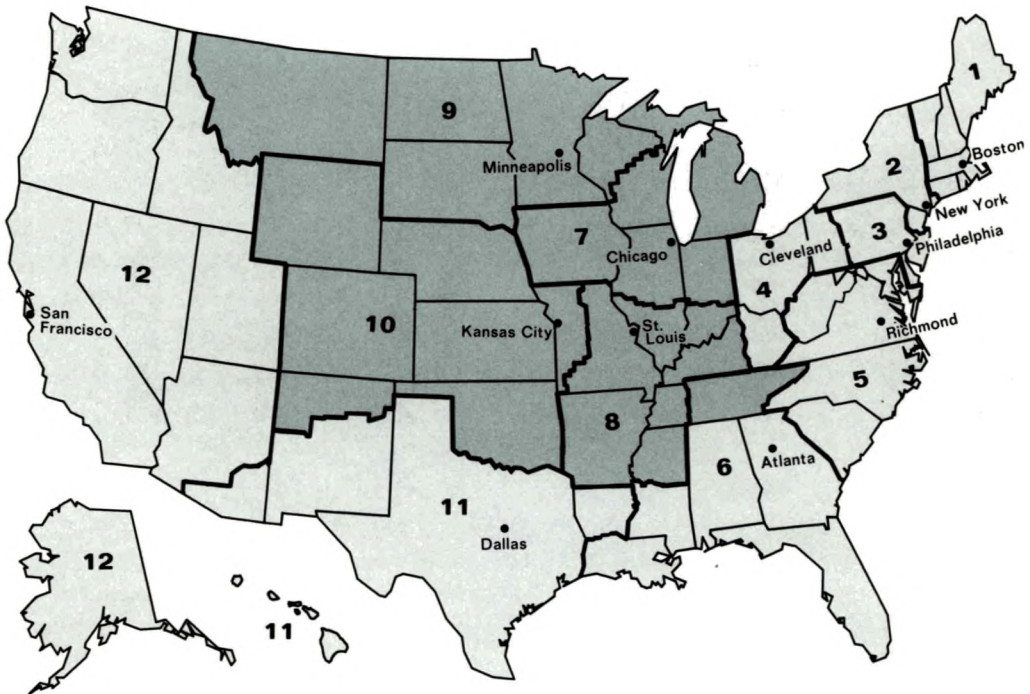 1
9
Boston
2
Minneapolis
New York
3
7
Philadelphia
Cleveland
Chicago
12
4
San
Francisco
10
Kansas City
St.
Louis
Richmond
5
8
6
Atlanta
11
Dallas
12
11